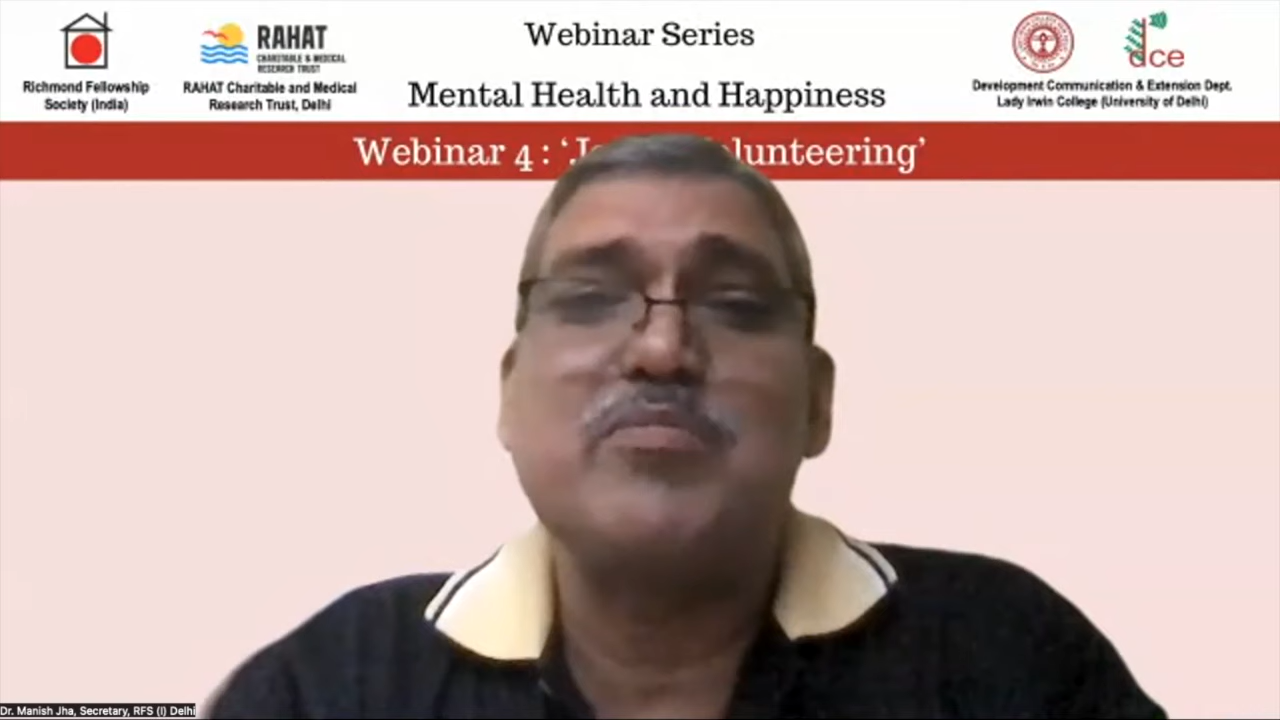 Webinar Series
Mental Health and Happiness
Richmond Fellowship
Society (India)
RAHAT
CHARITABLE & MEDICAL
RESEARCH TRUST
RAHAT Charitable and Medical
Research Trust, Delhi
dce
Development Communication & Extension Dept.
Lady Irwin College (University of Delhi)
Webinar 4 : ‘J lunteering’
Dr. Manish Jha, Secretary, RFS (I) Delhi